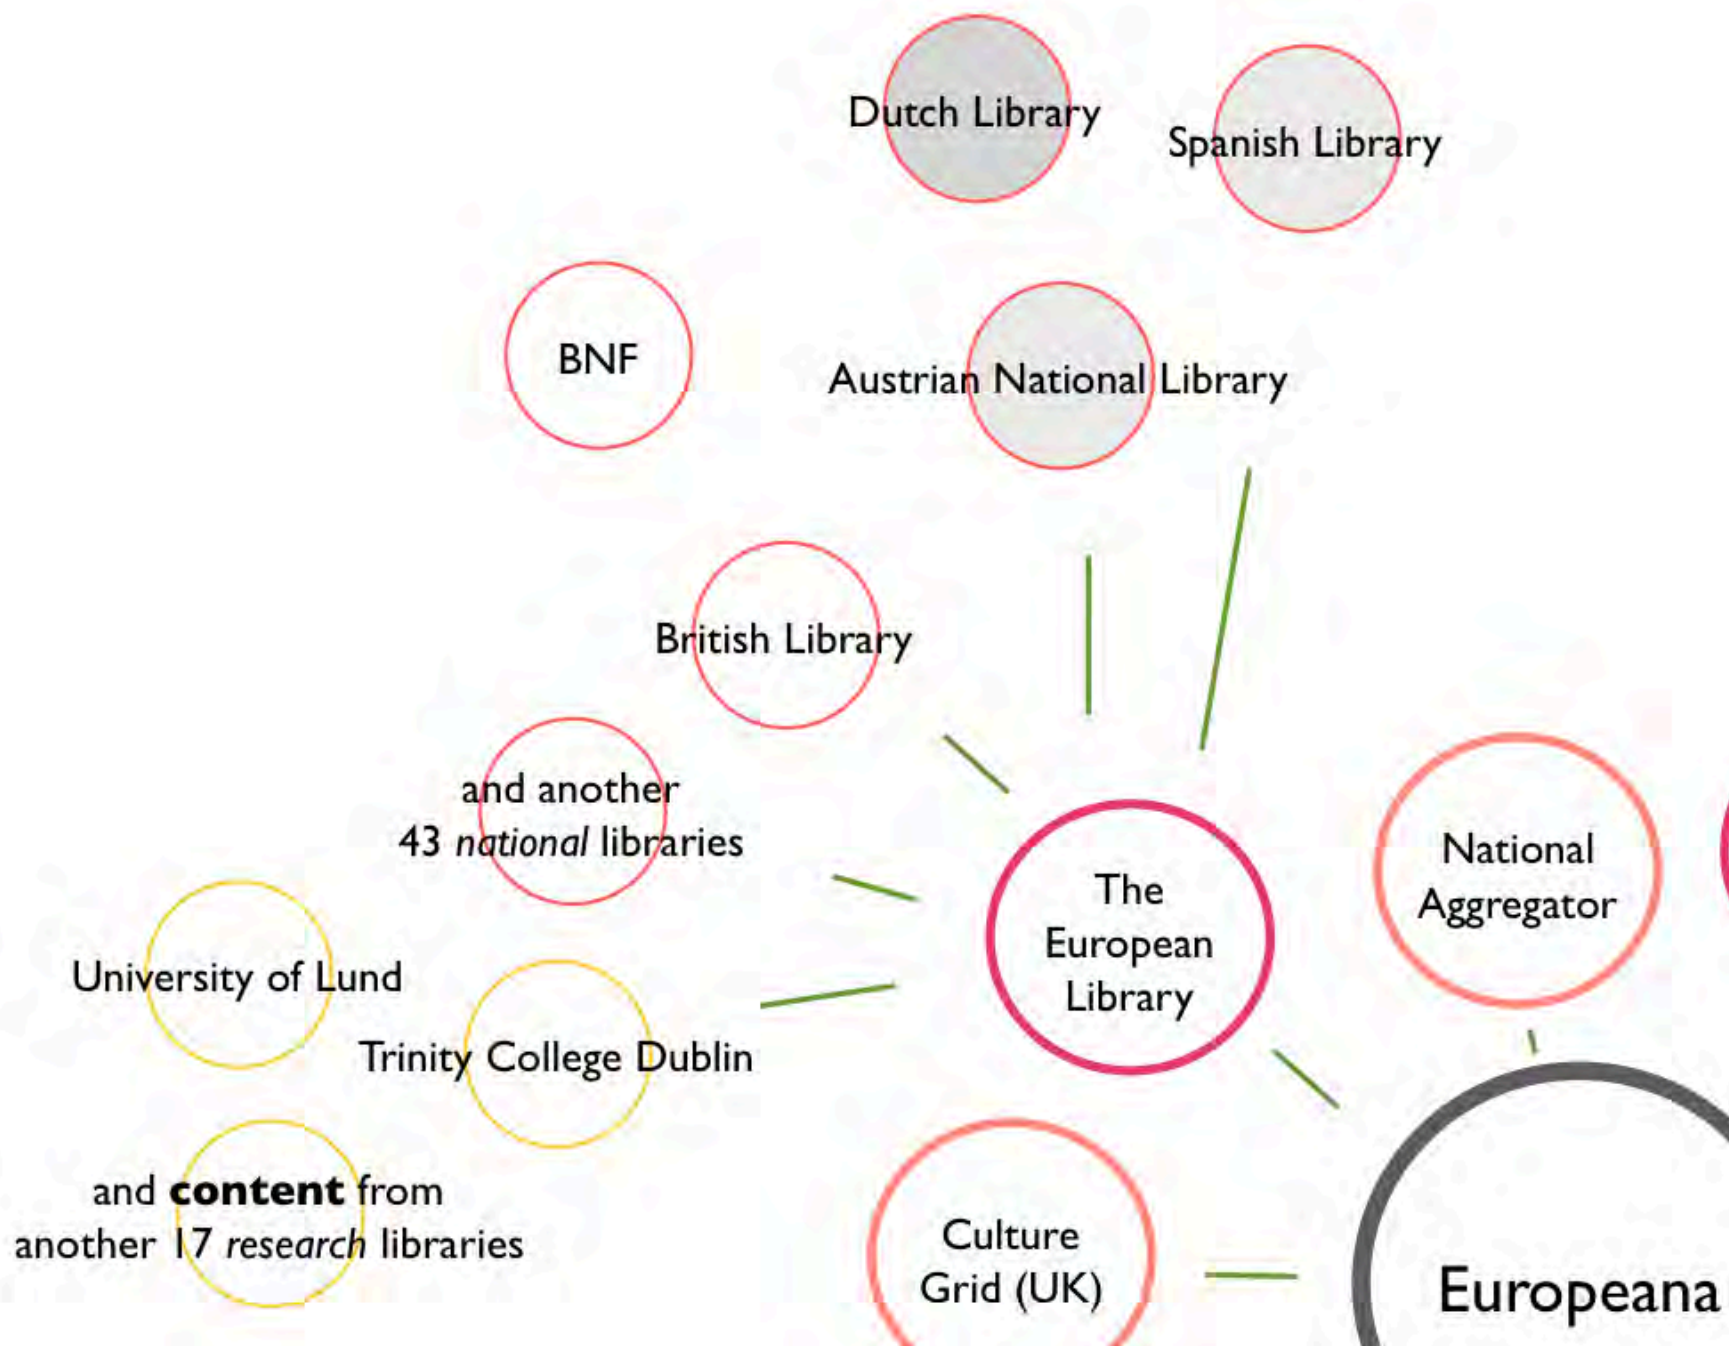 Dutch Library
Spanish Library
BNF
Austrian National Library
British Library
and another
43 national libraries
National
Aggregator
The
European
Library
University of Lund
Trinity College Dublin
and content from
another 17 research libraries
Culture
Grid (UK)
Europeana